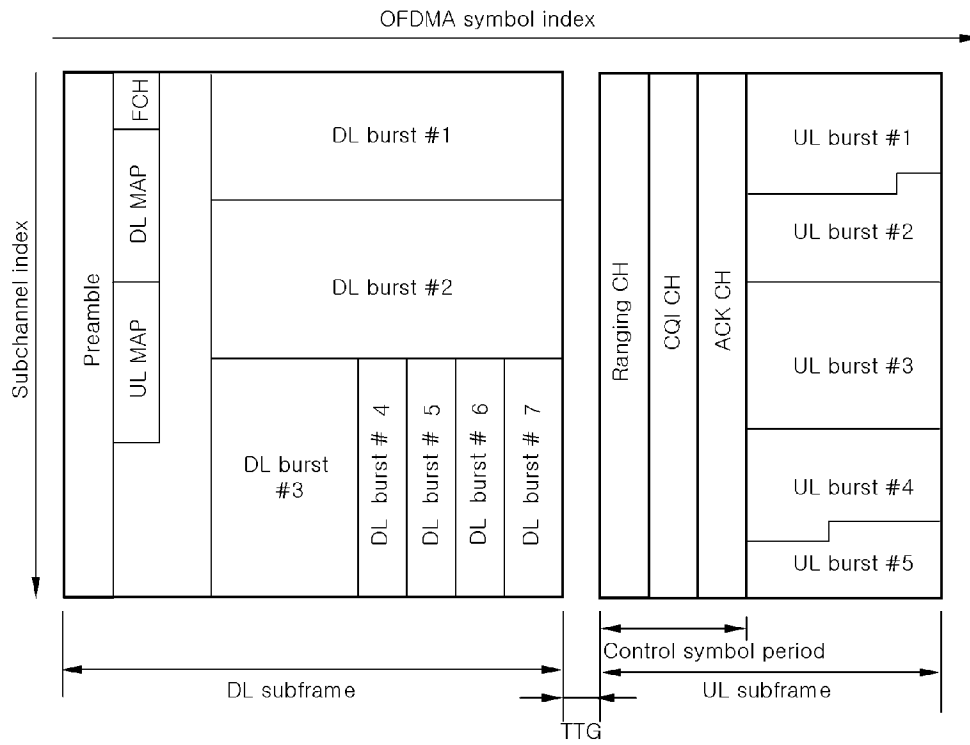 OFDMA symbol index
Subchannel index
Preamble
FCH
DL MAP
UL MAP
DL burst #1
DL burst #2
DL burst
#3
DL burst # 4
DL burst # 5
DL burst # 6
DL burst # 7
Ranging CH
CQI CH
ACK CH
UL burst #1
UL burst #2
UL burst #3
UL burst #4
UL burst #5
Control symbol period
DL subframe
UL subframe
TTG